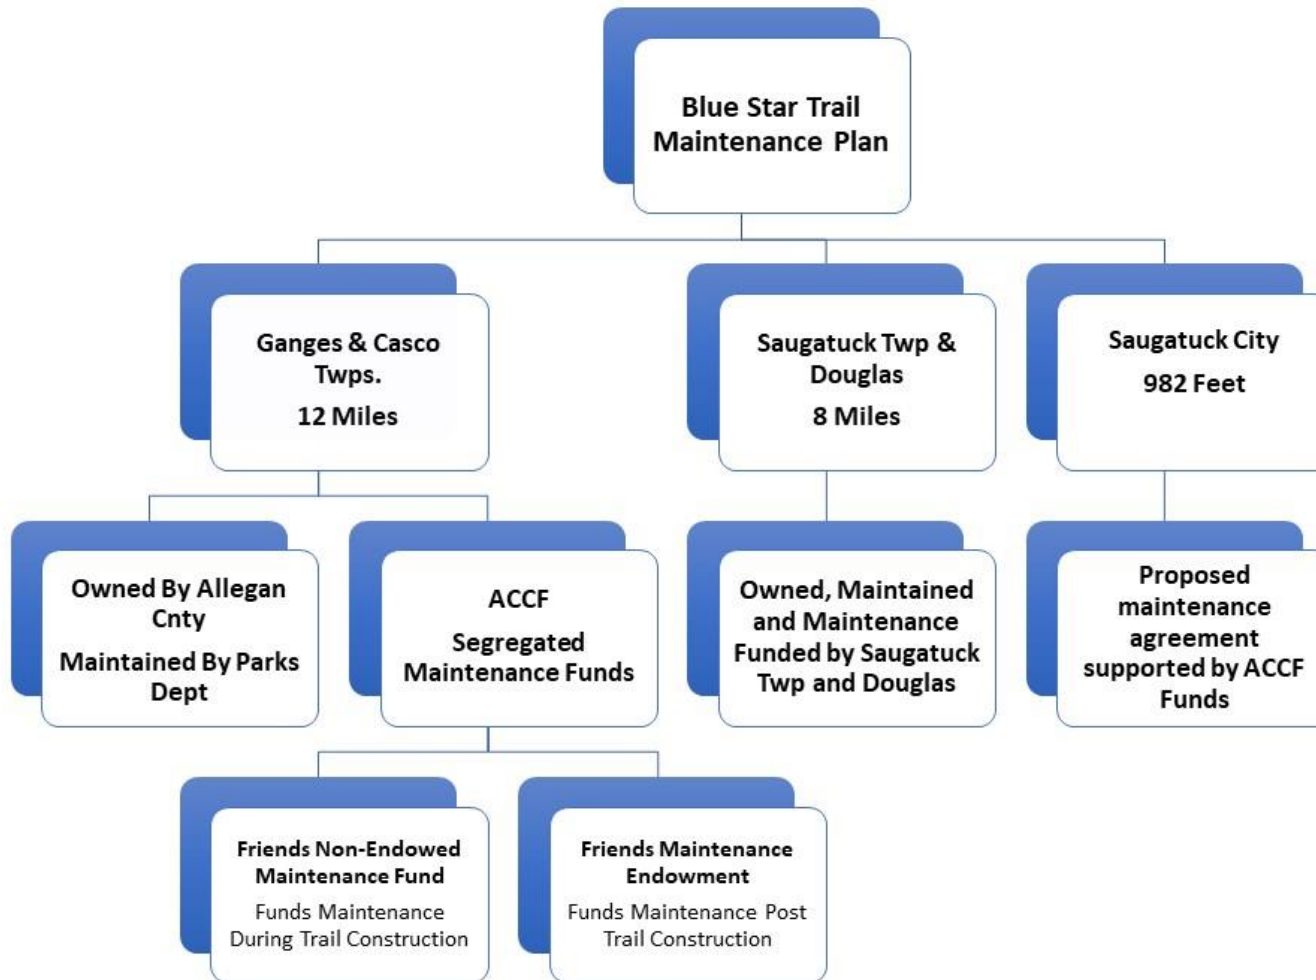 Blue Star Trail
Maintenance Plan
Ganges & Casco
Twps.
12 Miles
Saugatuck Twp &
Douglas
8 Miles
Saugatuck City
982 Feet
Owned By Allegan
Cnty
Maintained By Parks
Dept
ACCF
Segregated
Maintenance Funds
Owned, Maintained
and Maintenance
Funded by Saugatuck
Twp and Douglas
Proposed
maintenance
agreement
supported by ACCF
Funds
Friends Non-Endowed
Maintenance Fund
Funds Maintenance
During Trail Construction
Friends Maintenance
Endowment
Funds Maintenance Post
Trail Construction